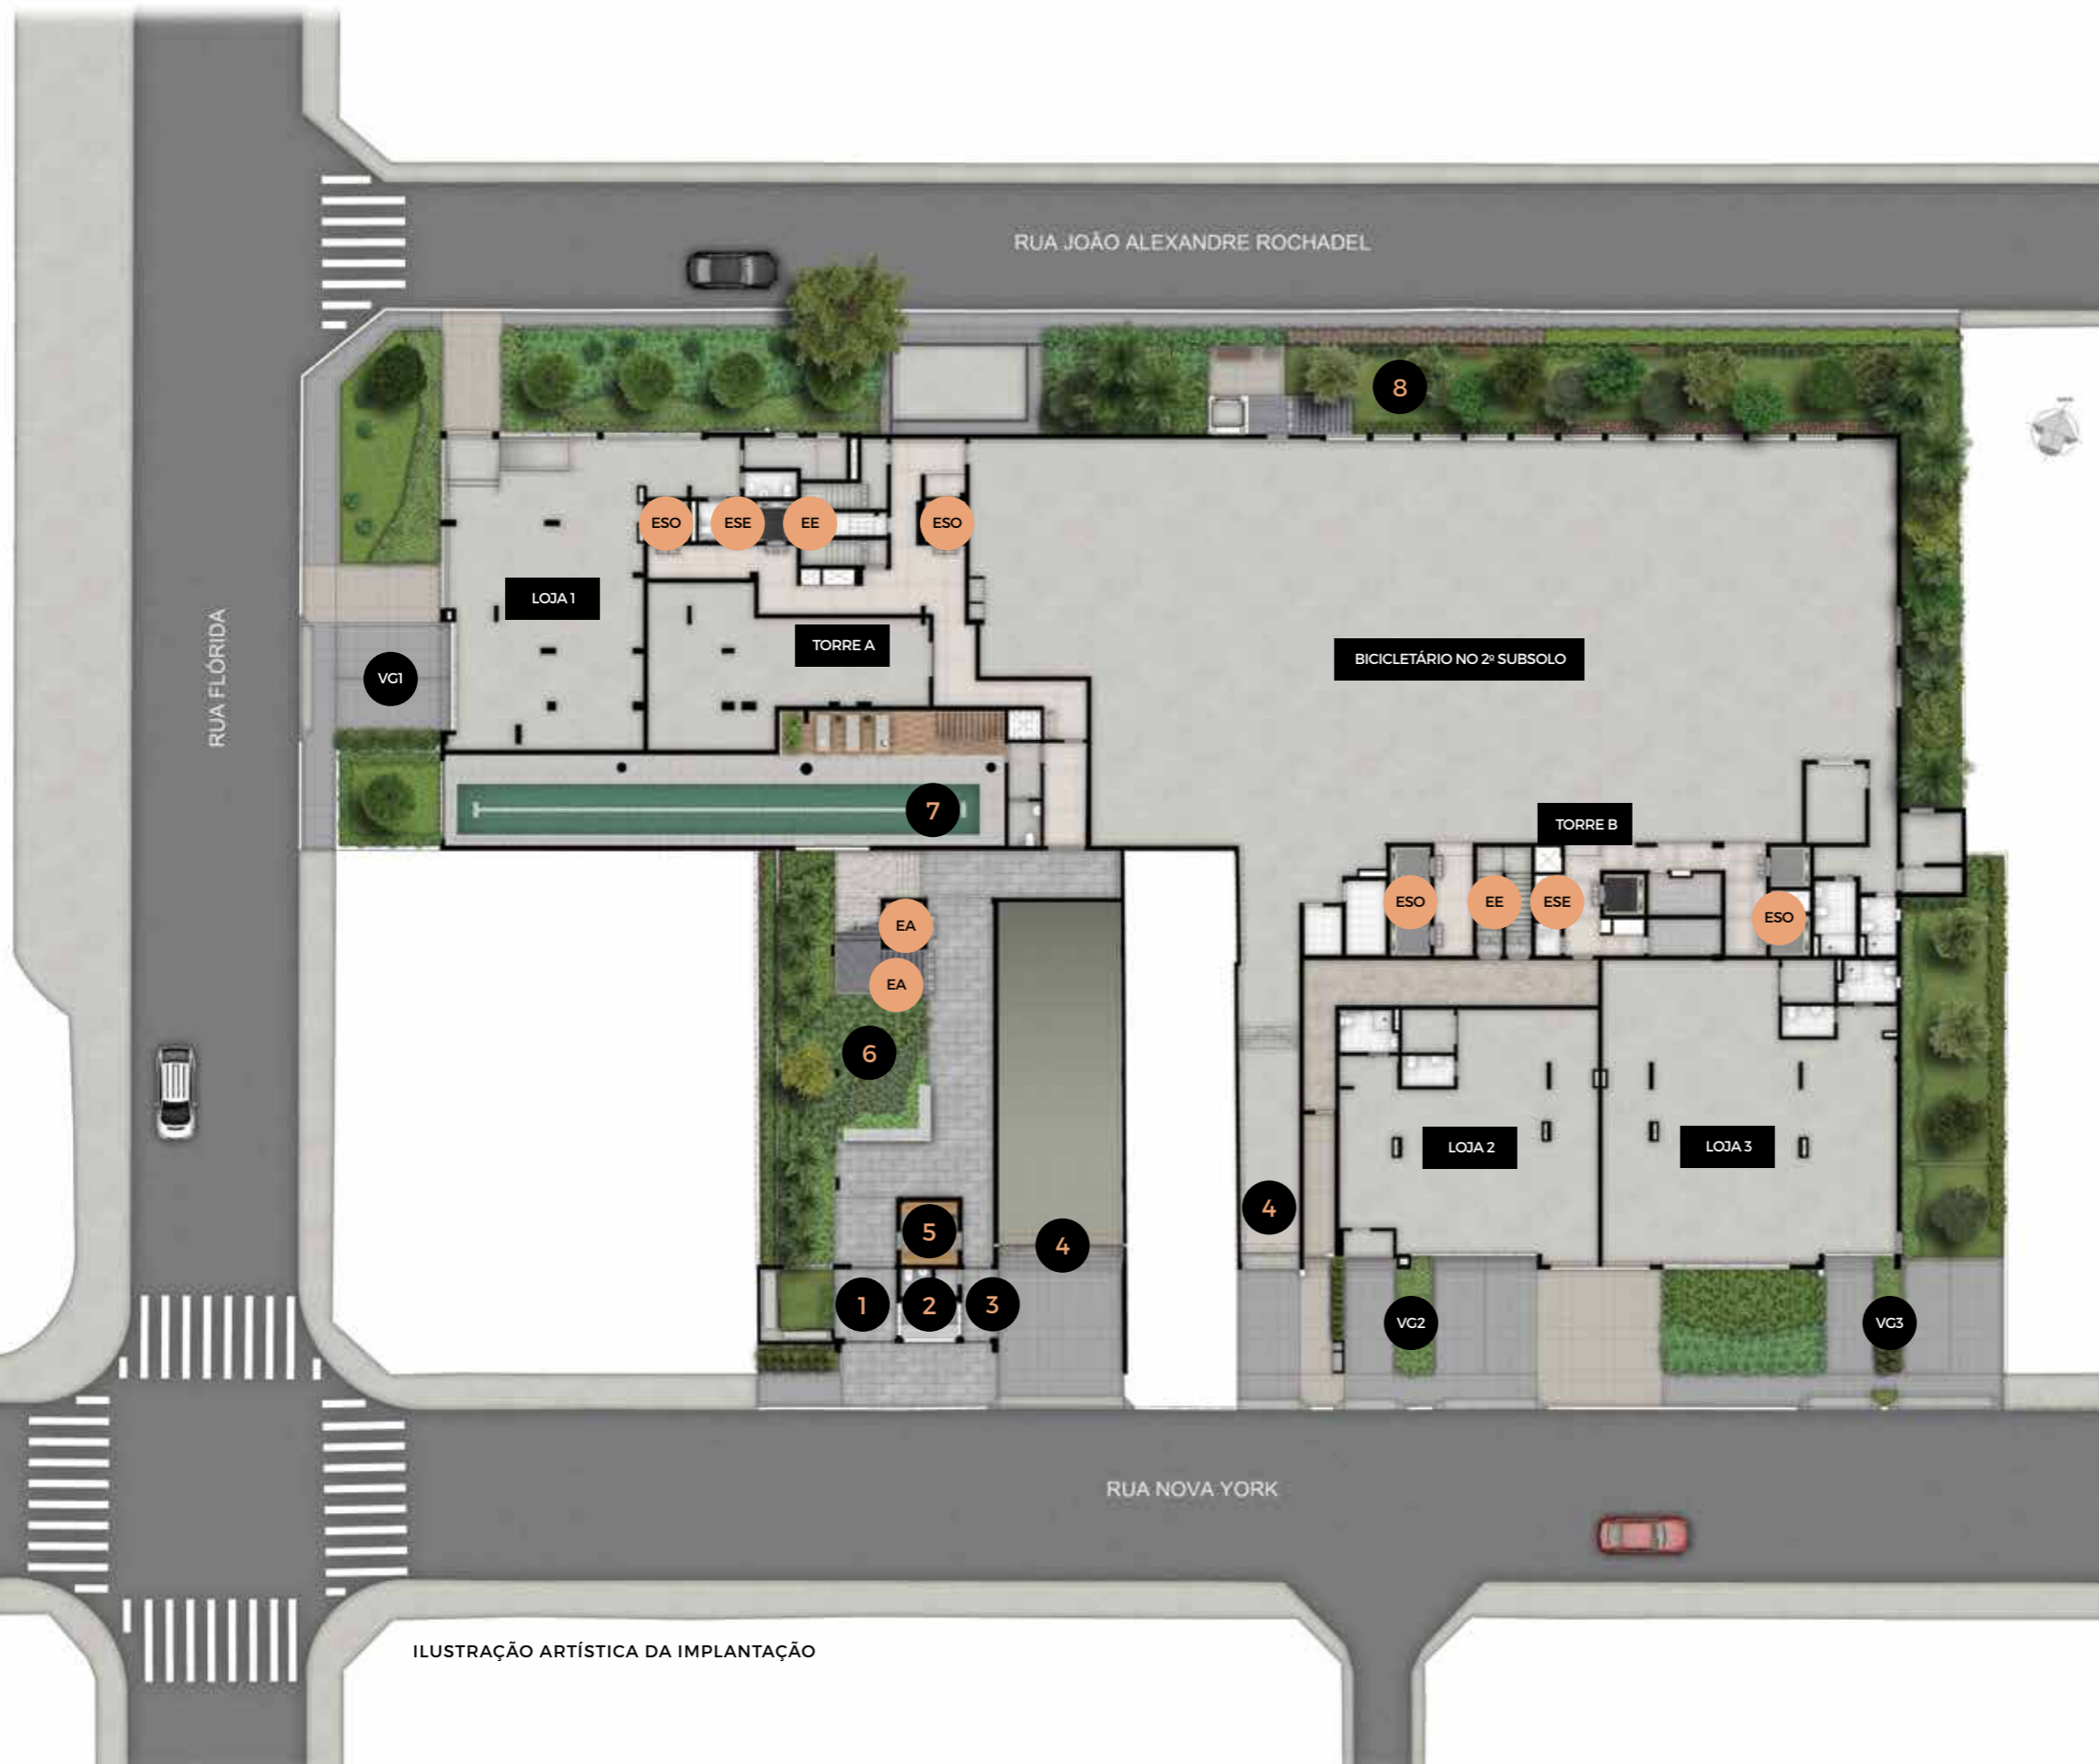 RUA JOÃO ALEXANDRE ROCHADEL
8
ESO
ESE
EE
ESO
LOJA 1
TORRE A
BICICLETÁRIO NO 2º SUBSOLO
VG1
RUA FLÓRIDA
7
TORRE B
ESO
EE
ESE
ESO
EA
EA
6
LOJA 2
LOJA 3
4
5
4
1
2
3
VG2
VG3
RUA NOVA YORK
ILUSTRAÇÃO ARTÍSTICA DA IMPLANTAÇÃO